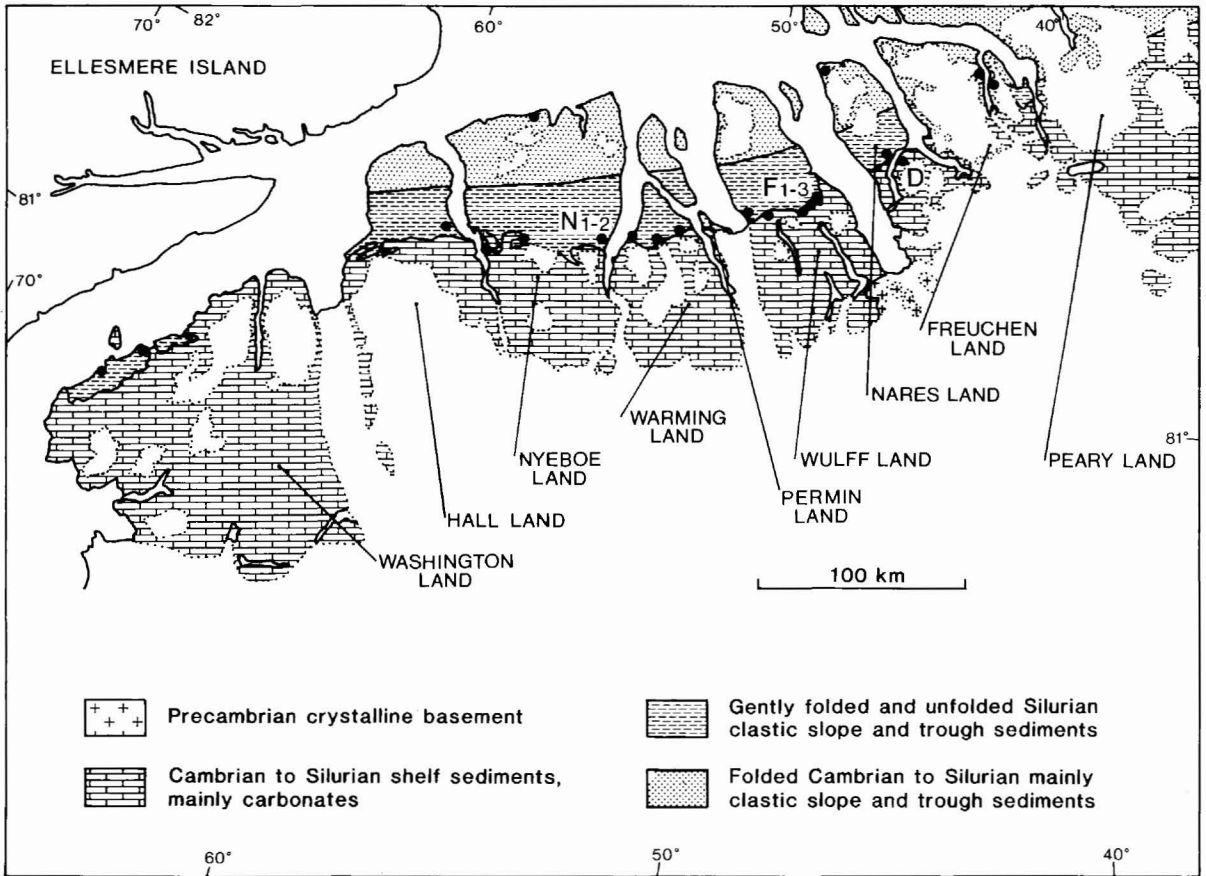 70°
82°
60°
50°
40°
ELLESMERE ISLAND
81°
N1-2
F1-3
D
70°
FREUCHEN
LAND
NARES LAND
WARMING
LAND
81°
NYEBOE
LAND
WULFF LAND
PEARY LAND
PERMIN
LAND
HALL LAND
WASHINGTON
LAND
100 km
Precambrian crystalline basement
Gently folded and unfolded Silurian
clastic slope and trough sediments
Cambrian to Silurian shelf sediments,
mainly carbonates
Folded Cambrian to Silurian mainly
clastic slope and trough sediments
60°
50°
40°